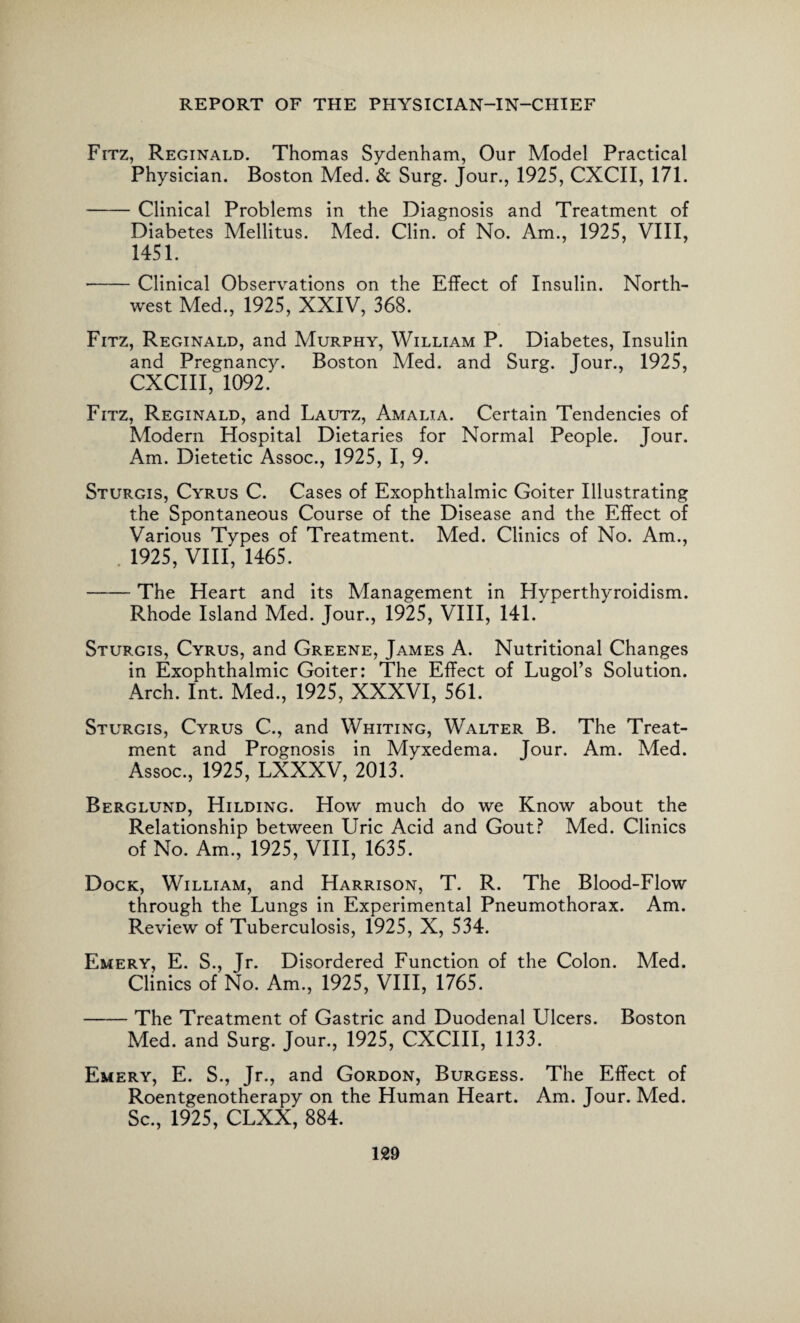 REPORT OF THE PHYSICIAN-IN-CHIEF
Fitz, Reginald. Thomas Sydenham, Our Model Practical
Physician. Boston Med. & Surg. Jour., 1925, CXCII, 171.
—— Clinical Problems in the Diagnosis and Treatment of
Diabetes Mellitus. Med. Clin. of No. Am., 1925, VIII,
1451.
—— Clinical Observations on the Effect of Insulin. North-
west Med., 1925, XXIV, 368.
Fitz, Reginald, and Murphy, William P. Diabetes, Insulin
and Pregnancy. Boston Med. and Surg. Jour., 1925,
CXCIII, 1092.
Fitz, Reginald, and Lautz, Amalia. Certain Tendencies of
Modern Hospital Dietaries for Normal People. Jour.
Am. Dietetic Assoc., 1925, I, 9.
Sturgis, Cyrus C. Cases of Exophthalmic Goiter Illustrating
the Spontaneous Course of the Disease and the Effect of
Various Types of Treatment. Med. Clinics of No. Am.,
1925, VIII, 1465.
—— The Heart and its Management in Hyperthyroidism.
Rhode Island Med. Jour., 1925, VIII, 141.
Sturgis, Cyrus, and Greene, James A. Nutritional Changes
in Exophthalmic Goiter: The Effect of Lugol's Solution.
Arch. Int. Med., 1925, XXXVI, 561.
Sturgis, Cyrus C., and Whiting, Walter B. The Treat-
ment and Prognosis in Myxedema. Jour. Am. Med.
Assoc., 1925, LXXXV, 2013.
Berglund, Hilding. How much do we Know about the
Relationship between Uric Acid and Gout? Med. Clinics
of No. Am., 1925, VIII, 1635.
Dock, William, and Harrison, T. R. The Blood-Flow
through the Lungs in Experimental Pneumothorax. Am.
Review of Tuberculosis, 1925, X, 534.
Emery, E. S., Jr. Disordered Function of the Colon. Med.
Clinics of No. Am., 1925, VIII, 1765.
—— The Treatment of Gastric and Duodenal Ulcers. Boston
Med. and Surg. Jour., 1925, CXCIII, 1133.
Emery, E. S., Jr., and Gordon, Burgess. The Effect of
Roentgenotherapy on the Human Heart. Am. Jour. Med.
Sc., 1925, CLXX, 884.
129